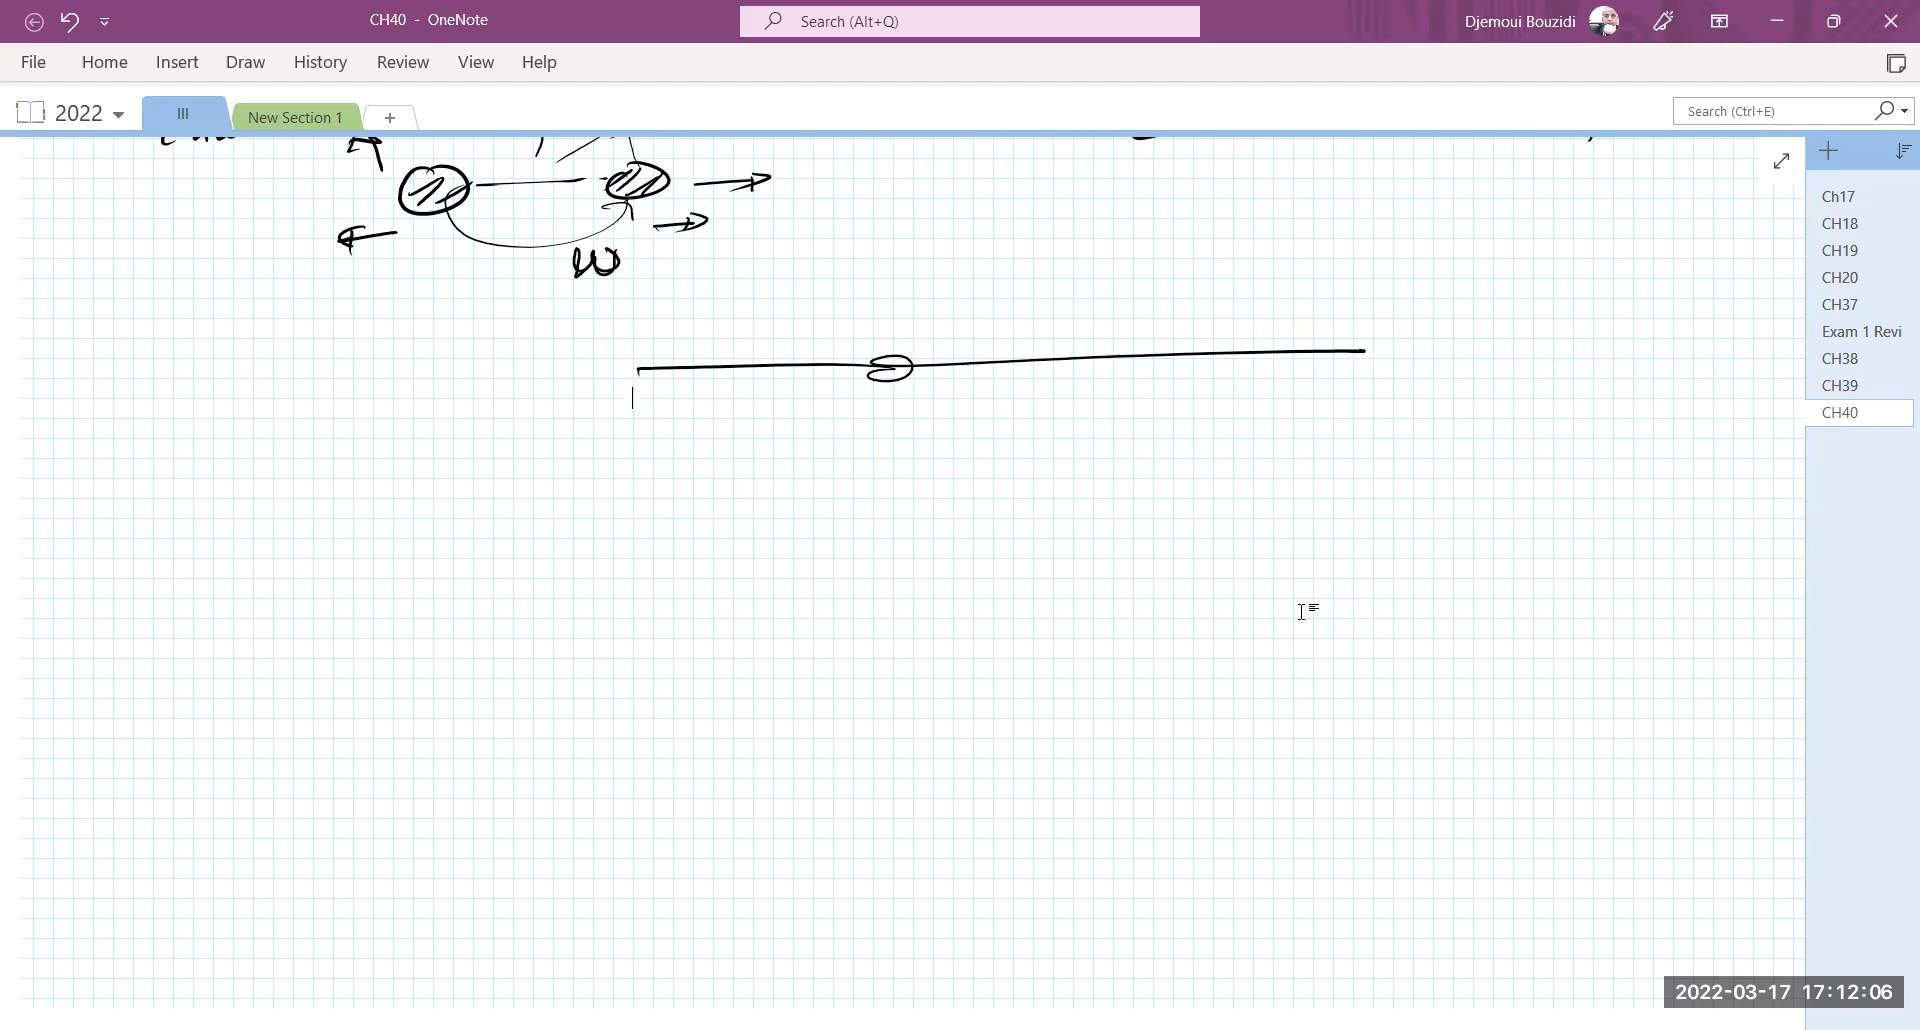 CH40 - OneNote
Search (Alt+Q)
Djemoui Bouzidi
File Home Insert Draw History Review View Help
2022
III
New Section 1
+
Search (Ctrl+E)
Ch17
CH18
CH19
CH20
CH37
Exam 1 Revi
CH38
CH39
CH40
W
2022-03-17 17:12:06